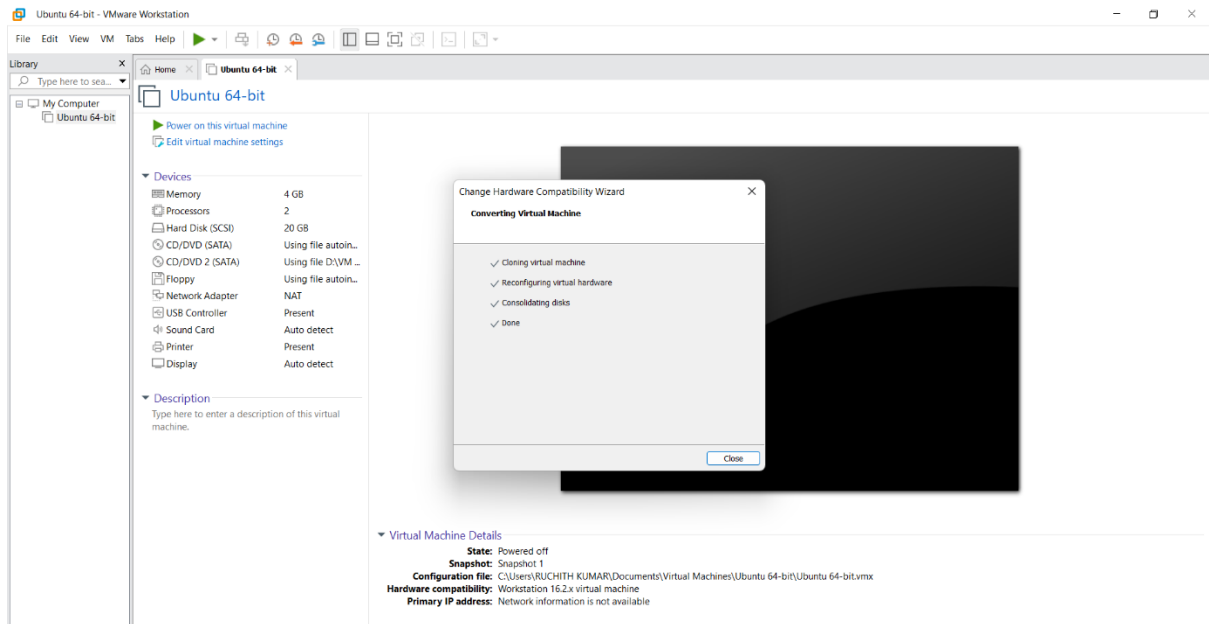 Ubuntu 64-bit - VMware Workstation
File Edit View VM Tabs Help
Library X
Home
Ubuntu 64-bit
Type here to sea...
My Computer
Ubuntu 64-bit
Ubuntu 64-bit
Power on this virtual machine
Edit virtual machine settings
Devices
Memory 4 GB
Processors 2
Hard Disk (SCSI) 20 GB
CD/DVD (SATA) Using file autoin...
CD/DVD 2 (SATA) Using file D:\VM ...
Floppy Using file autoin...
Network Adapter NAT
USB Controller Present
Sound Card Auto detect
Printer Present
Display Auto detect
Description
Type here to enter a description of this virtual
machine.
Change Hardware Compatibility Wizard
Converting Virtual Machine
Cloning virtual machine
Reconfiguring virtual hardware
Consolidating disks
Done
Close
Virtual Machine Details
State: Powered off
Snapshot: Snapshot 1
Configuration file: C:\Users\RUCHITH KUMAR\Documents\Virtual Machines\Ubuntu 64-bit\Ubuntu 64-bit.vmx
Hardware compatibility: Workstation 16.2.x virtual machine
Primary IP address: Network information is not available